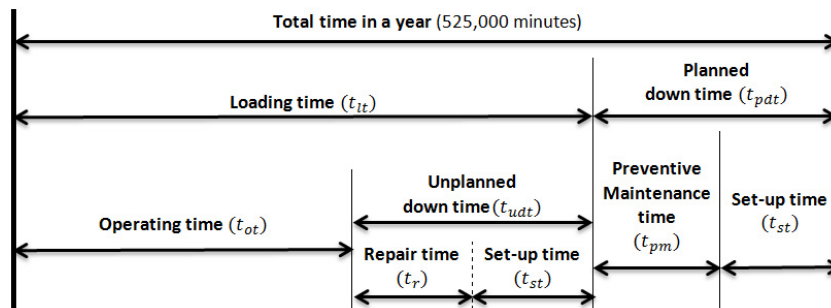 Total time in a year (525,000 minutes)
Loading time (t_lt)
Planned
down time (t_pdt)
Operating time (t_ot)
Unplanned
down time (t_udt)
Repair time
(t_r)
Set-up time
(t_st)
Preventive
Maintenance
time
(t_pm)
Set-up time
(t_st)